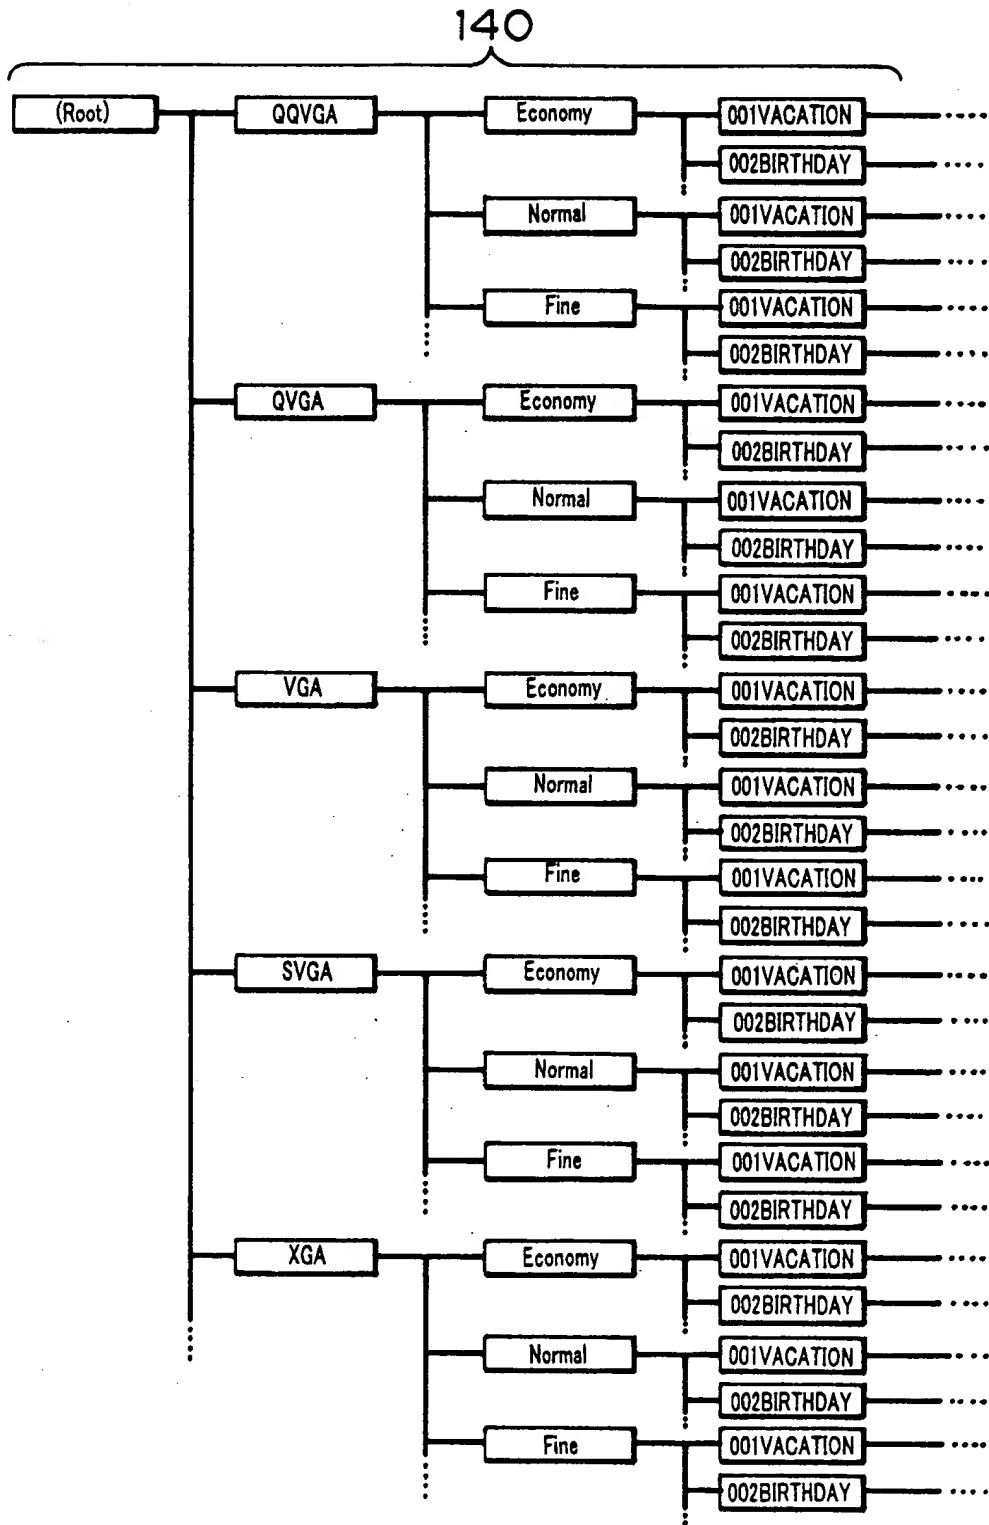 140
(Root) QQVGA Economy 001VACATION
002BIRTHDAY
Normal 001VACATION
002BIRTHDAY
Fine 001VACATION
002BIRTHDAY
QVGA Economy 001VACATION
002BIRTHDAY
Normal 001VACATION
002BIRTHDAY
Fine 001VACATION
002BIRTHDAY
VGA Economy 001VACATION
002BIRTHDAY
Normal 001VACATION
002BIRTHDAY
Fine 001VACATION
002BIRTHDAY
SVGA Economy 001VACATION
002BIRTHDAY
Normal 001VACATION
002BIRTHDAY
Fine 001VACATION
002BIRTHDAY
XGA Economy 001VACATION
002BIRTHDAY
Normal 001VACATION
002BIRTHDAY
Fine 001VACATION
002BIRTHDAY